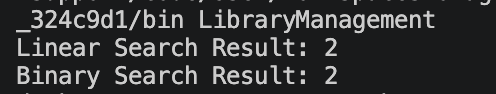 _324c9d1/bin LibraryManagement
Linear Search Result: 2
Binary Search Result: 2